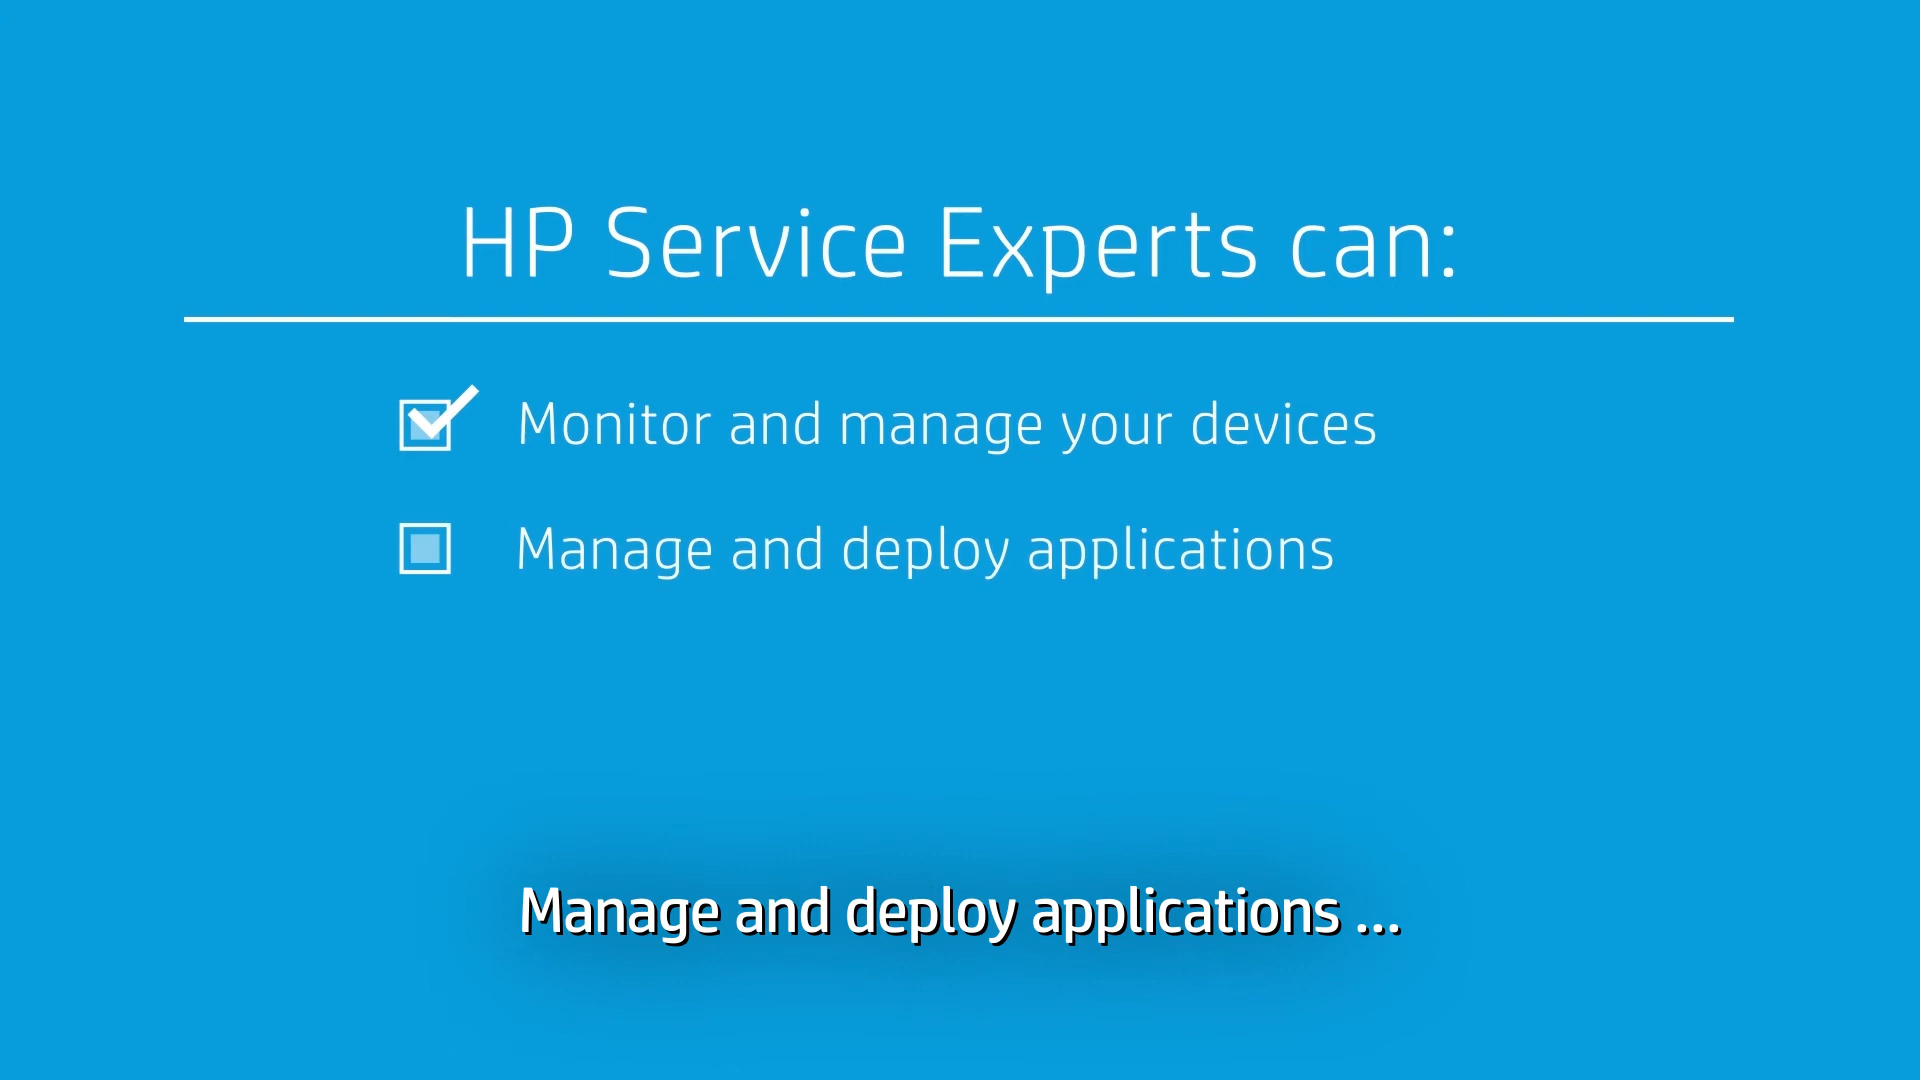 HP Service Experts can:
Monitor and manage your devices
Manage and deploy applications
Manage and deploy applications ...